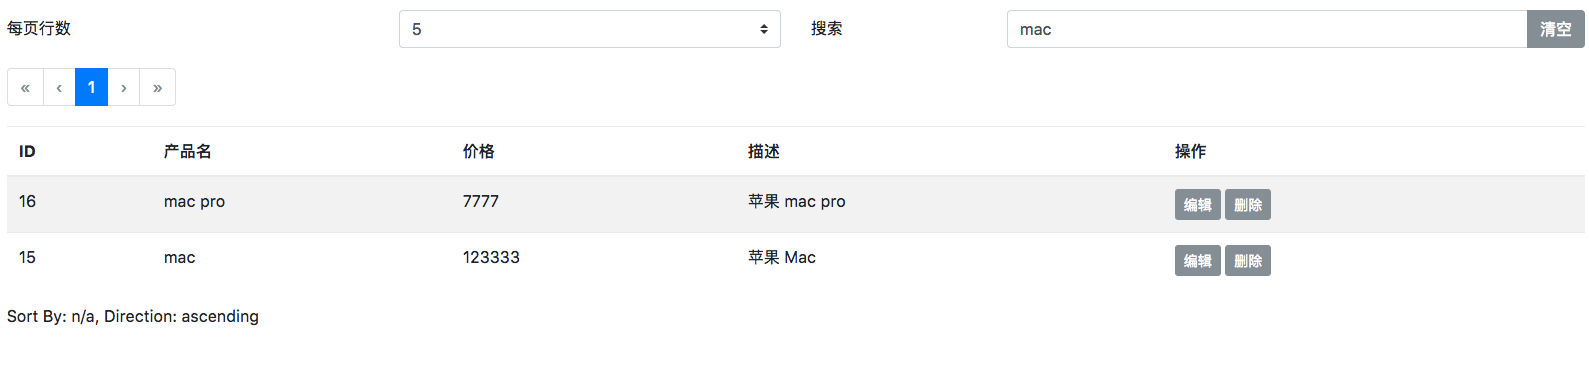 每页行数 5 搜索 mac 清空
« ‹ 1 › »
ID 产品名 价格 描述 操作
16 mac pro 7777 苹果 mac pro 编辑 删除
15 mac 123333 苹果 Mac 编辑 删除
Sort By: n/a, Direction: ascending